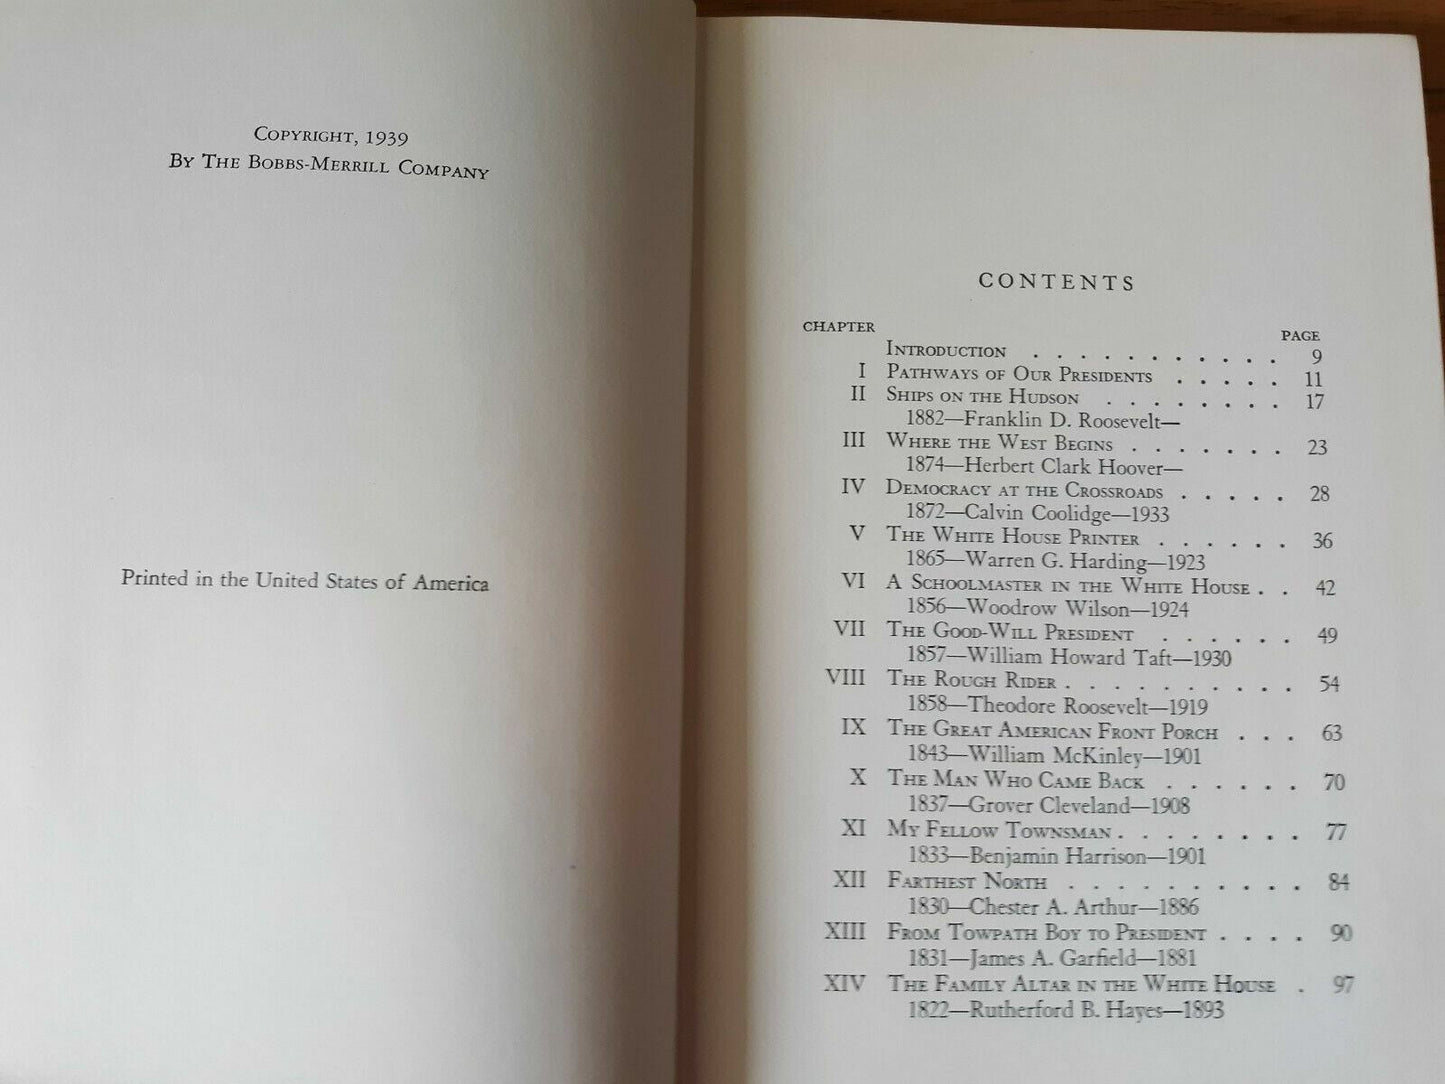 COPYRIGHT, 1939
BY THE BOBBS-MERRILL COMPANY
Printed in the United States of America
CONTENTS
CHAPTER PAGE
INTRODUCTION . . . . . . . . . . . 9
I PATHWAYS OF OUR PRESIDENTS . . . . . 11
II SHIPS ON THE HUDSON . . . . . . . . 17
1882—Franklin D. Roosevelt—
III WHERE THE WEST BEGINS . . . . . . . 23
1874—Herbert Clark Hoover—
IV DEMOCRACY AT THE CROSSROADS . . . . . 28
1872—Calvin Coolidge—1933
V THE WHITE HOUSE PRINTER . . . . . . 36
1865—Warren G. Harding—1923
VI A SCHOOLMASTER IN THE WHITE HOUSE . . 42
1856—Woodrow Wilson—1924
VII THE GOOD-WILL PRESIDENT . . . . . . 49
1857—William Howard Taft—1930
VIII THE ROUGH RIDER . . . . . . . . . . 54
1858—Theodore Roosevelt—1919
IX THE GREAT AMERICAN FRONT PORCH . . . 63
1843—William McKinley—1901
X THE MAN WHO CAME BACK . . . . . . 70
1837—Grover Cleveland—1908
XI MY FELLOW TOWNSMAN . . . . . . . . 77
1833—Benjamin Harrison—1901
XII FARTHEST NORTH . . . . . . . . . . 84
1830—Chester A. Arthur—1886
XIII FROM TOWPATH BOY TO PRESIDENT . . . . 90
1831—James A. Garfield—1881
XIV THE FAMILY ALTAR IN THE WHITE HOUSE . 97
1822—Rutherford B. Hayes—1893